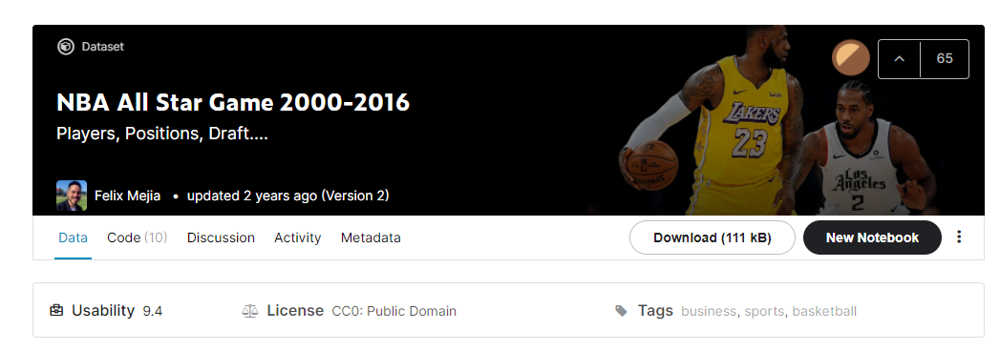 Dataset
65
NBA All Star Game 2000-2016
Players, Positions, Draft....
Felix Mejia • updated 2 years ago (Version 2)
wish
LAKERS
23
Los
Angeles
2
Data Code (10) Discussion Activity Metadata Download (111 kB) New Notebook
Usability 9.4 License CC0: Public Domain Tags business, sports, basketball